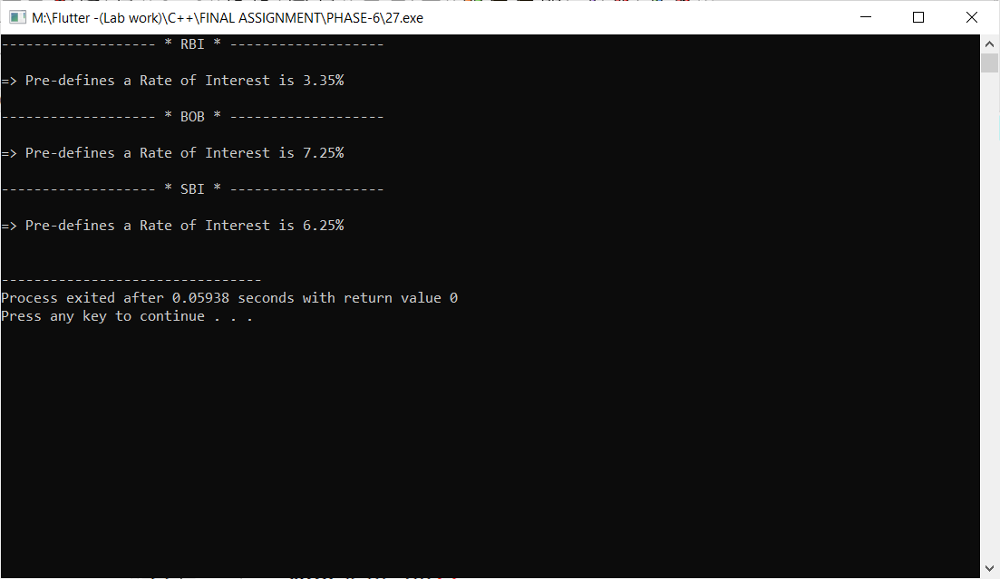 M:\Flutter -(Lab work)\C++\FINAL ASSIGNMENT\PHASE-6\27.exe
------------------- * RBI * -------------------
=> Pre-defines a Rate of Interest is 3.35%
------------------- * BOB * -------------------
=> Pre-defines a Rate of Interest is 7.25%
------------------- * SBI * -------------------
=> Pre-defines a Rate of Interest is 6.25%
--------------------------------
Process exited after 0.05938 seconds with return value 0
Press any key to continue . . .